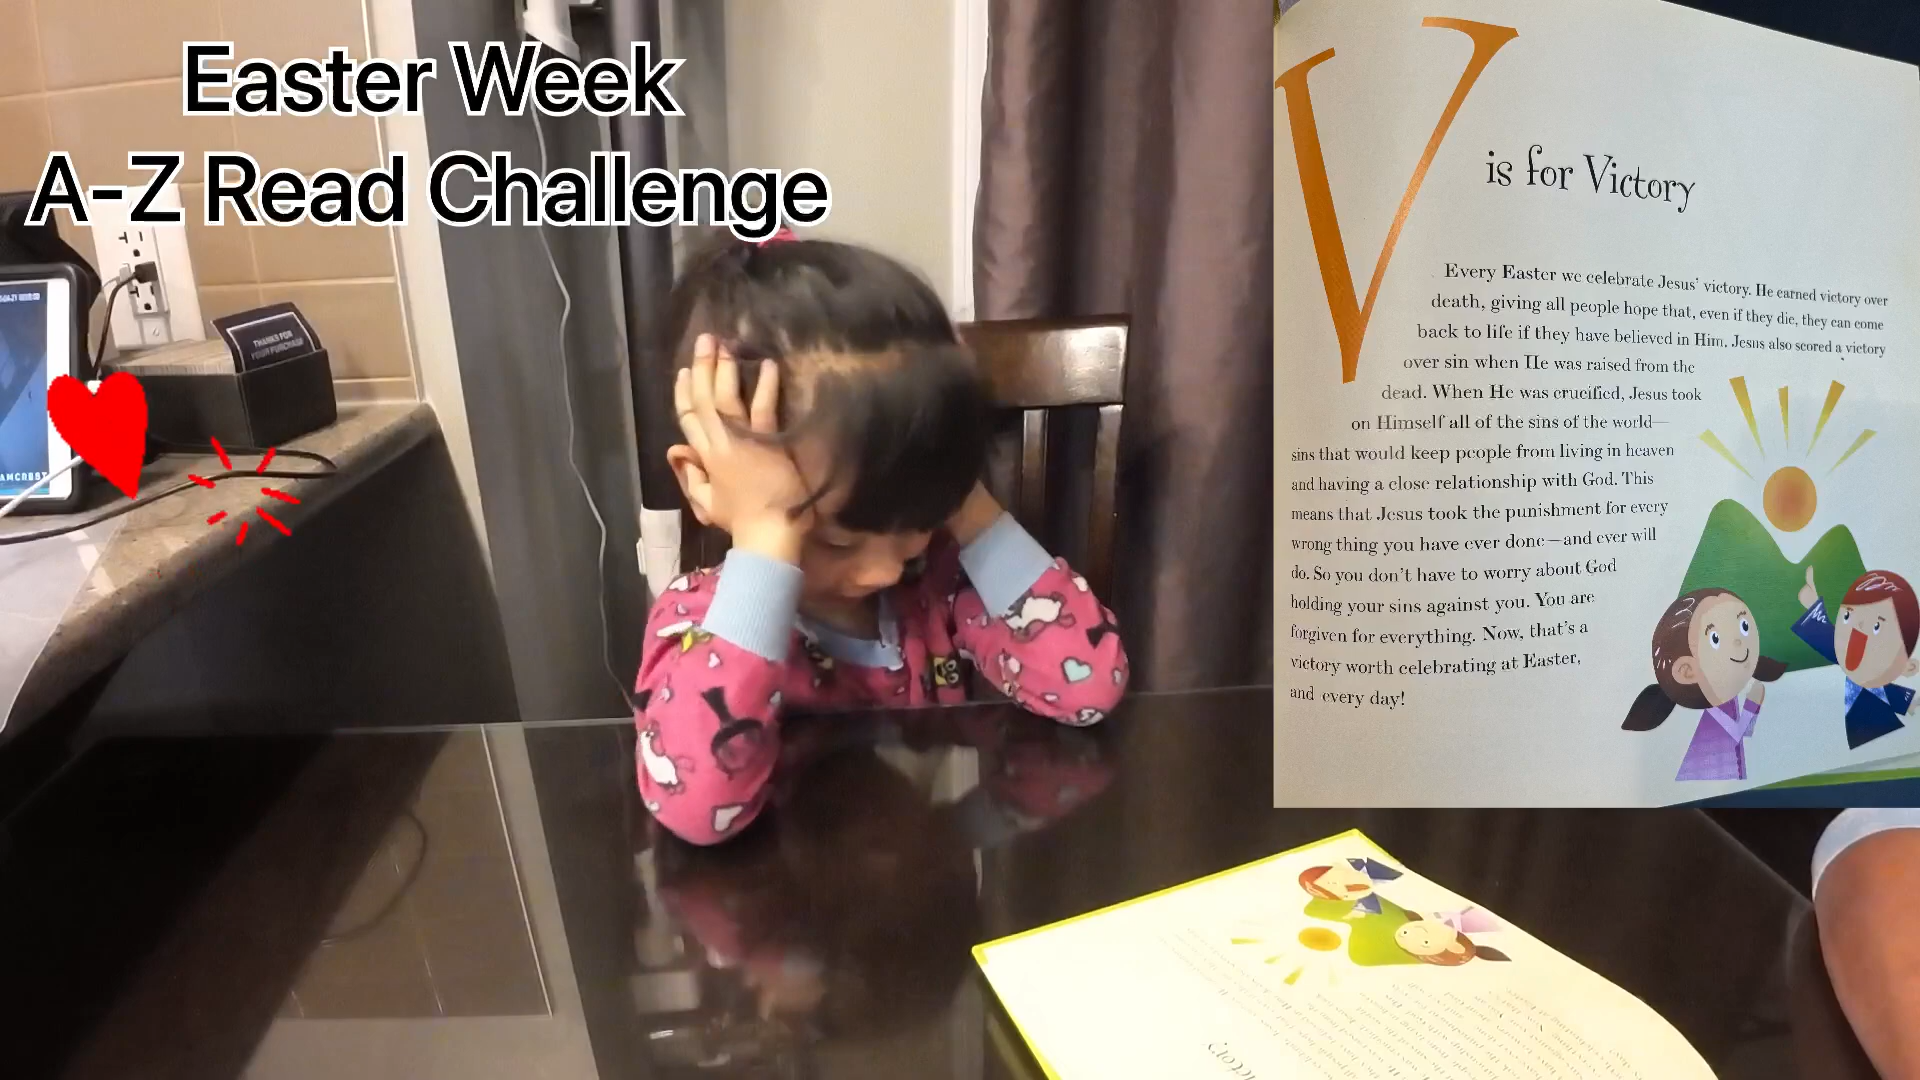 Easter Week
A-Z Read Challenge
THANKS FOR
YOUR PURCHASE
AMCREST
V
is for Victory
Every Easter we celebrate Jesus' victory. He earned victory over
death, giving all people hope that, even if they die, they can come
back to life if they have believed in Him. Jesus also scored a victory
over sin when He was raised from the
dead. When He was crucified, Jesus took
on Himself all of the sins of the world—
sins that would keep people from living in heaven
and having a close relationship with God. This
means that Jesus took the punishment for every
wrong thing you have ever done—and ever will
do. So you don't have to worry about God
holding your sins against you. You are
forgiven for everything. Now, that's a
victory worth celebrating at Easter,
and every day!